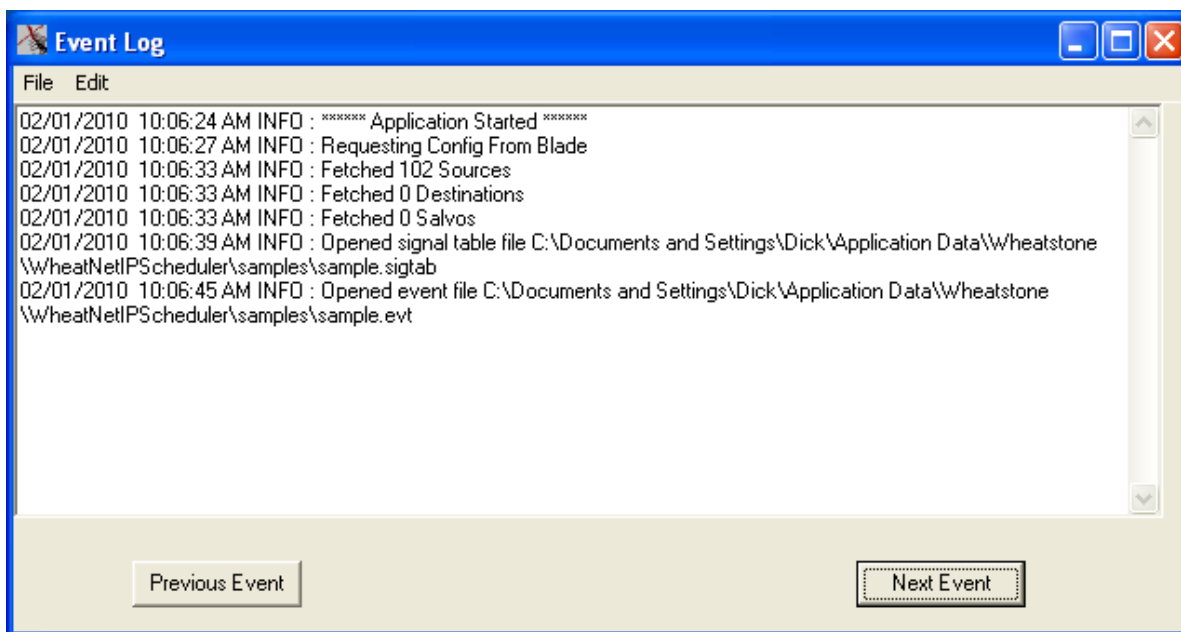 Event Log
File Edit
02/01/2010 10:06:24 AM INFO : ****** Application Started ******
02/01/2010 10:06:27 AM INFO : Requesting Config From Blade
02/01/2010 10:06:33 AM INFO : Fetched 102 Sources
02/01/2010 10:06:33 AM INFO : Fetched 0 Destinations
02/01/2010 10:06:33 AM INFO : Fetched 0 Salvos
02/01/2010 10:06:39 AM INFO : Opened signal table file C:\Documents and Settings\Dick\Application Data\Wheatstone
\WheatNetIPScheduler\samples\sample.sigtab
02/01/2010 10:06:45 AM INFO : Opened event file C:\Documents and Settings\Dick\Application Data\Wheatstone
\WheatNetIPScheduler\samples\sample.evt
Previous Event Next Event